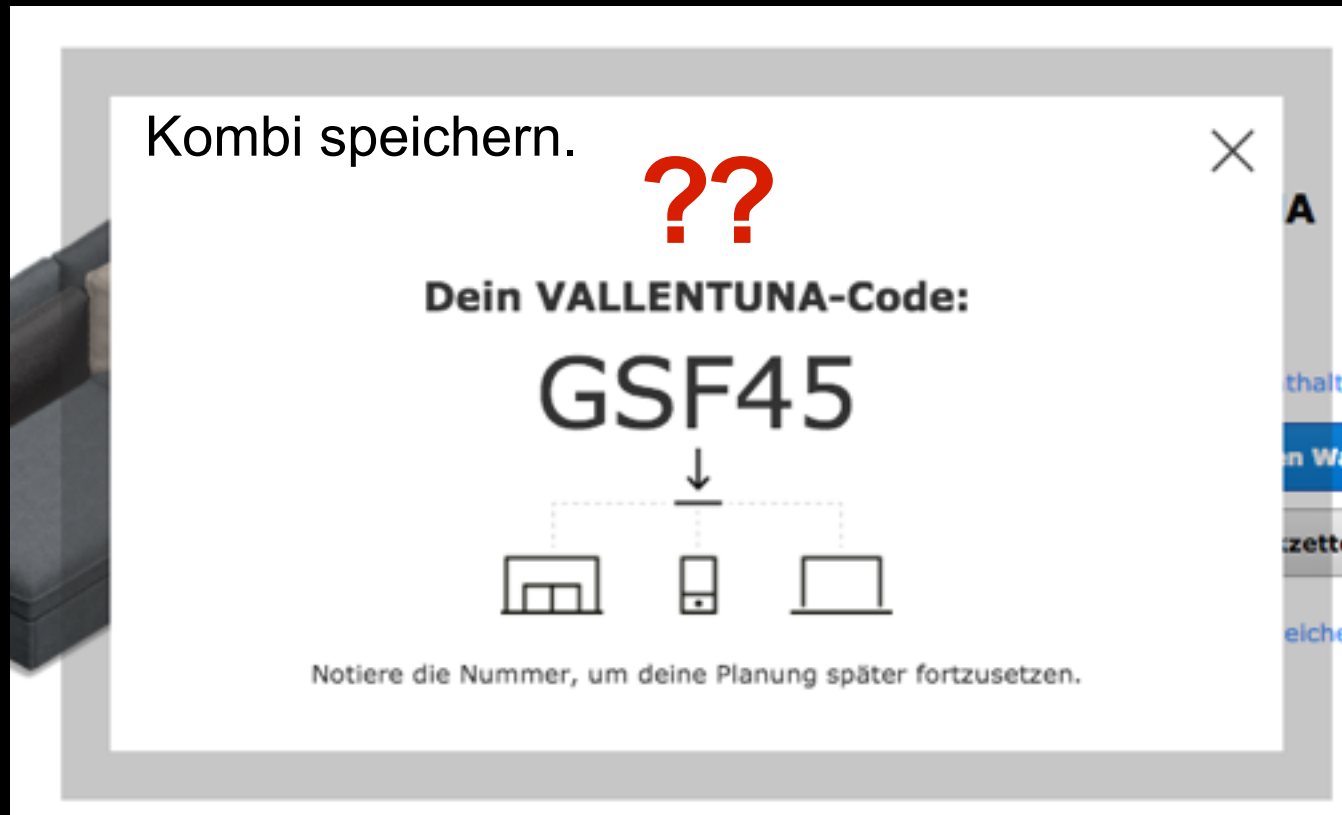 Kombi speichern.
??
A
Dein VALLENTUNA-Code:
GSF45
Notiere die Nummer, um deine Planung später fortzusetzen.